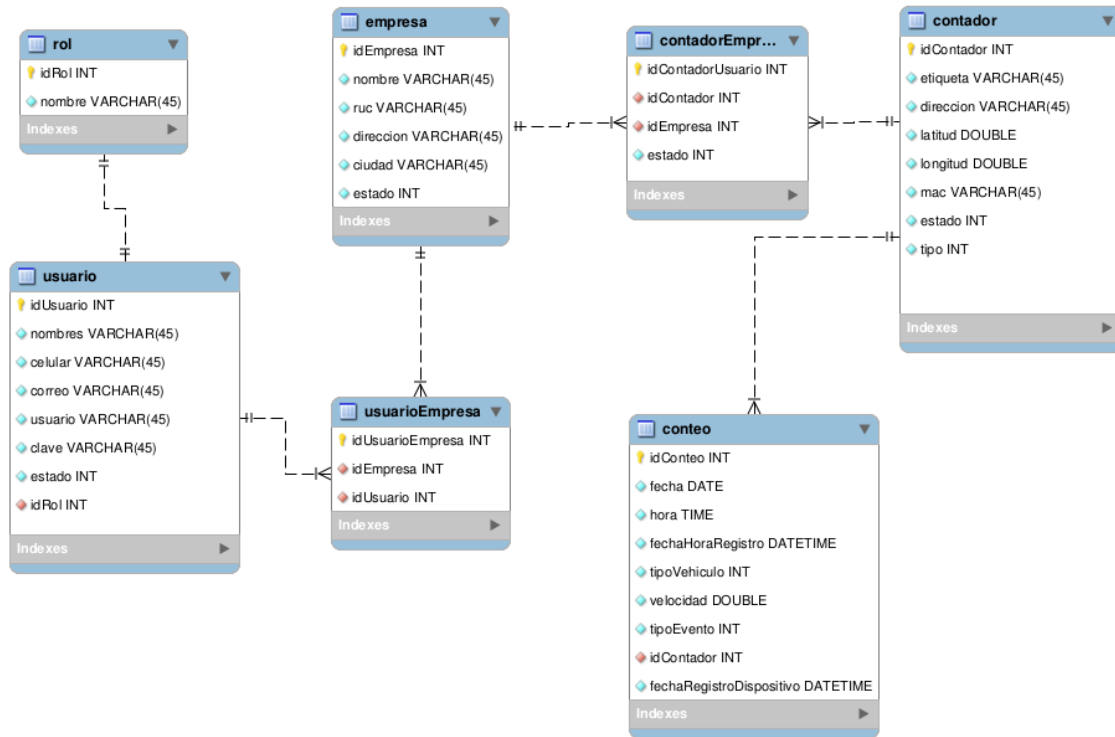 rol
idRol INT
nombre VARCHAR(45)
Indexes
empresa
idEmpresa INT
nombre VARCHAR(45)
ruc VARCHAR(45)
direccion VARCHAR(45)
ciudad VARCHAR(45)
estado INT
Indexes
contadorEmpr...
idContadorUsuario INT
idContador INT
idEmpresa INT
estado INT
Indexes
contador
idContador INT
etiqueta VARCHAR(45)
direccion VARCHAR(45)
latitud DOUBLE
longitud DOUBLE
mac VARCHAR(45)
estado INT
tipo INT
Indexes
usuario
idUsuario INT
nombres VARCHAR(45)
celular VARCHAR(45)
correo VARCHAR(45)
usuario VARCHAR(45)
clave VARCHAR(45)
estado INT
idRol INT
Indexes
usuarioEmpresa
idUsuarioEmpresa INT
idEmpresa INT
idUsuario INT
Indexes
conteo
idConteo INT
fecha DATE
hora TIME
fechaHoraRegistro DATETIME
tipoVehiculo INT
velocidad DOUBLE
tipoEvento INT
idContador INT
fechaRegistroDispositivo DATETIME
Indexes